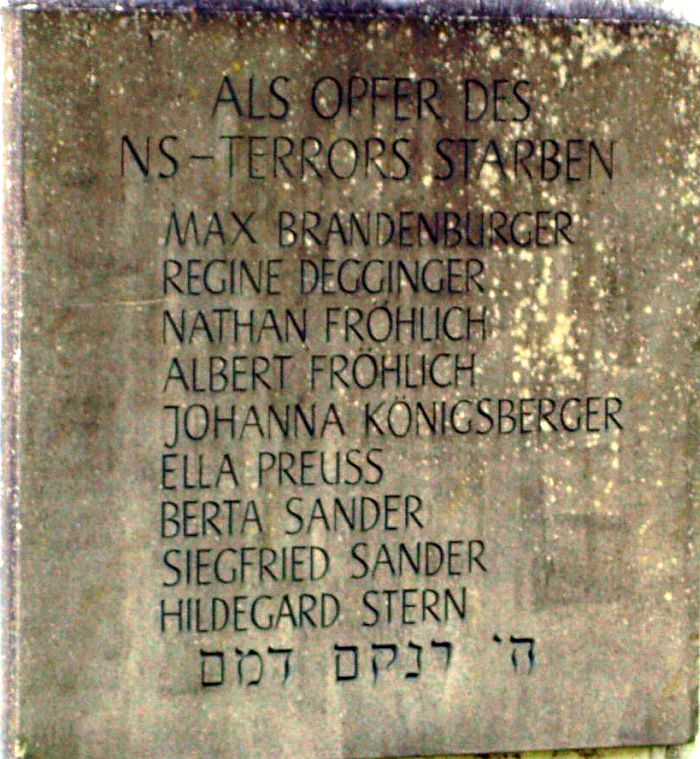 ALS OPFER DES
NS-TERRORS STARBEN
MAX BRANDENBURGER
REGINE DEGGINGER
NATHAN FRÖHLICH
ALBERT FRÖHLICH
JOHANNA KÖNIGSBERGER
ELLA PREUSS
BERTA SANDER
SIEGFRIED SANDER
HILDEGARD STERN
ה' רנקם דמם